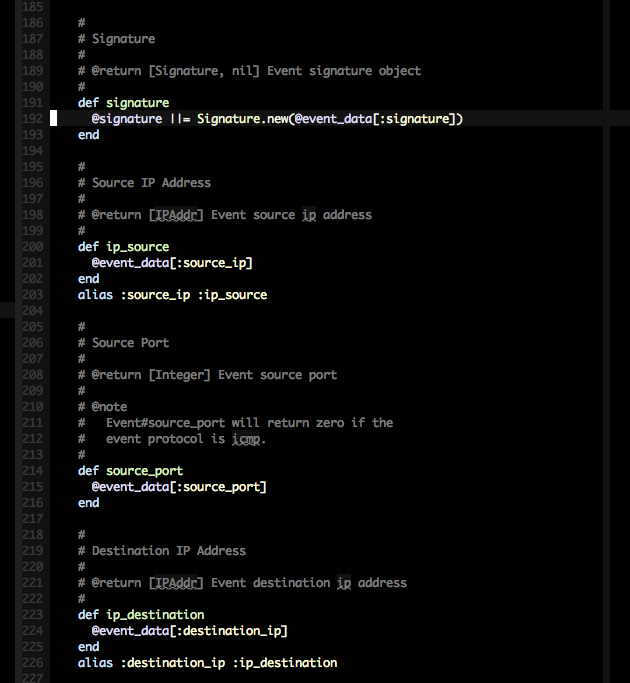 185
186 #
187 # Signature
188 #
189 # @return [Signature, nil] Event signature object
190 #
191 def signature
192 @signature ||= Signature.new(@event_data[:signature])
193 end
194
195 #
196 # Source IP Address
197 #
198 # @return [IPAddr] Event source ip address
199 #
200 def ip_source
201 @event_data[:source_ip]
202 end
203 alias :source_ip :ip_source
204
205 #
206 # Source Port
207 #
208 # @return [Integer] Event source port
209 #
210 # @note
211 #   Event#source_port will return zero if the
212 #   event protocol is icmp.
213 #
214 def source_port
215 @event_data[:source_port]
216 end
217
218 #
219 # Destination IP Address
220 #
221 # @return [IPAddr] Event destination ip address
222 #
223 def ip_destination
224 @event_data[:destination_ip]
225 end
226 alias :destination_ip :ip_destination
227